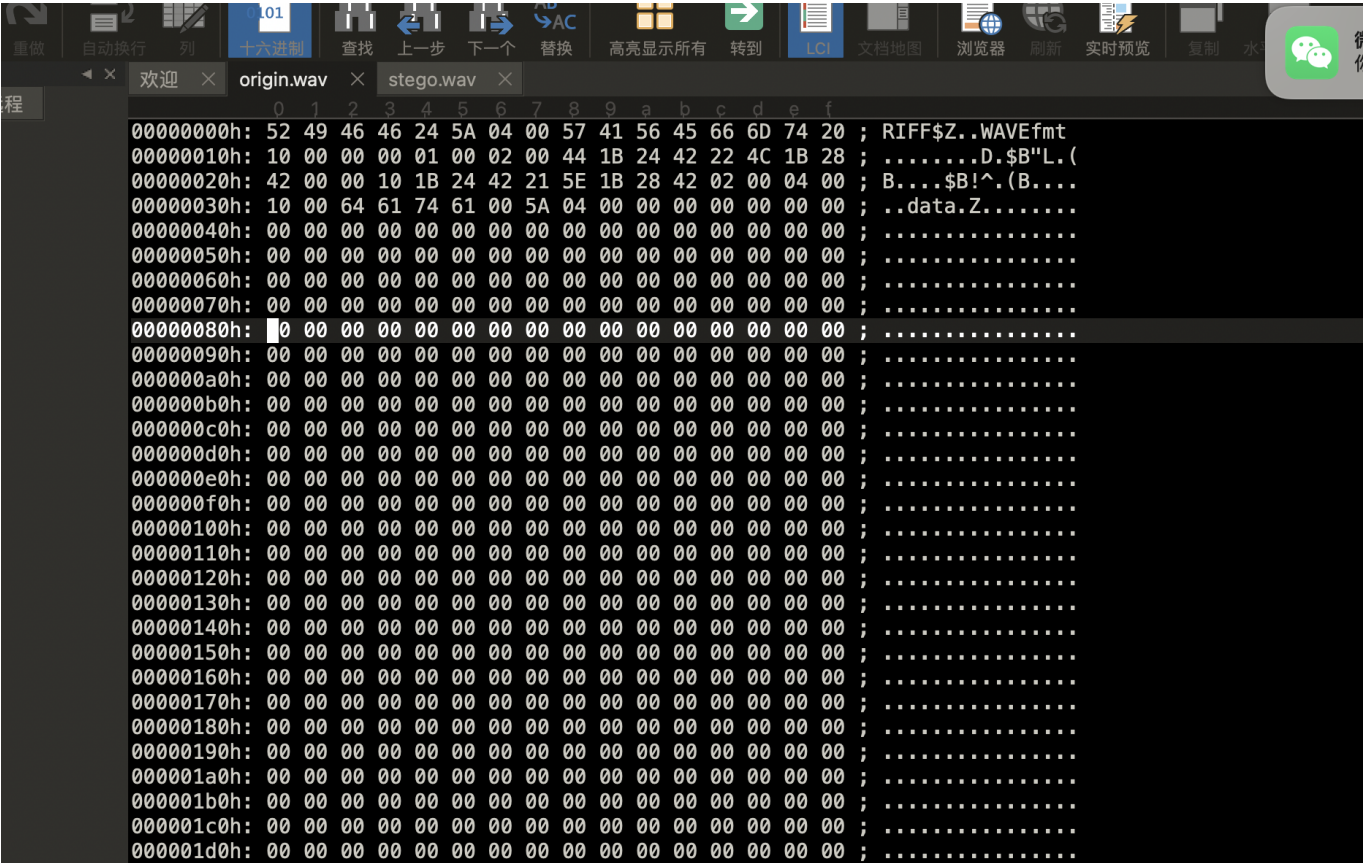 0101
AB
AC
重做 自动换行 列 十六进制 查找 上一步 下一个 替换 高亮显示所有 转到 LCI 文档地图 浏览器 刷新 实时预览 复制
欢迎 origin.wav stego.wav
程
0 1 2 3 4 5 6 7 8 9 a b c d e f
00000000h: 52 49 46 46 24 5A 04 00 57 41 56 45 66 6D 74 20 ; RIFF$Z..WAVEfmt
00000010h: 10 00 00 00 01 00 02 00 44 1B 24 42 22 4C 1B 28 ; ........D.$B"L.(
00000020h: 42 00 00 10 1B 24 42 21 5E 1B 28 42 02 00 04 00 ; B....$B!^.(B....
00000030h: 10 00 64 61 74 61 00 5A 04 00 00 00 00 00 00 00 ; ..data.Z........
00000040h: 00 00 00 00 00 00 00 00 00 00 00 00 00 00 00 00 ; ................
00000050h: 00 00 00 00 00 00 00 00 00 00 00 00 00 00 00 00 ; ................
00000060h: 00 00 00 00 00 00 00 00 00 00 00 00 00 00 00 00 ; ................
00000070h: 00 00 00 00 00 00 00 00 00 00 00 00 00 00 00 00 ; ................
00000080h: 0 00 00 00 00 00 00 00 00 00 00 00 00 00 00 00 ; ................
00000090h: 00 00 00 00 00 00 00 00 00 00 00 00 00 00 00 00 ; ................
000000a0h: 00 00 00 00 00 00 00 00 00 00 00 00 00 00 00 00 ; ................
000000b0h: 00 00 00 00 00 00 00 00 00 00 00 00 00 00 00 00 ; ................
000000c0h: 00 00 00 00 00 00 00 00 00 00 00 00 00 00 00 00 ; ................
000000d0h: 00 00 00 00 00 00 00 00 00 00 00 00 00 00 00 00 ; ................
000000e0h: 00 00 00 00 00 00 00 00 00 00 00 00 00 00 00 00 ; ................
000000f0h: 00 00 00 00 00 00 00 00 00 00 00 00 00 00 00 00 ; ................
00000100h: 00 00 00 00 00 00 00 00 00 00 00 00 00 00 00 00 ; ................
00000110h: 00 00 00 00 00 00 00 00 00 00 00 00 00 00 00 00 ; ................
00000120h: 00 00 00 00 00 00 00 00 00 00 00 00 00 00 00 00 ; ................
00000130h: 00 00 00 00 00 00 00 00 00 00 00 00 00 00 00 00 ; ................
00000140h: 00 00 00 00 00 00 00 00 00 00 00 00 00 00 00 00 ; ................
00000150h: 00 00 00 00 00 00 00 00 00 00 00 00 00 00 00 00 ; ................
00000160h: 00 00 00 00 00 00 00 00 00 00 00 00 00 00 00 00 ; ................
00000170h: 00 00 00 00 00 00 00 00 00 00 00 00 00 00 00 00 ; ................
00000180h: 00 00 00 00 00 00 00 00 00 00 00 00 00 00 00 00 ; ................
00000190h: 00 00 00 00 00 00 00 00 00 00 00 00 00 00 00 00 ; ................
000001a0h: 00 00 00 00 00 00 00 00 00 00 00 00 00 00 00 00 ; ................
000001b0h: 00 00 00 00 00 00 00 00 00 00 00 00 00 00 00 00 ; ................
000001c0h: 00 00 00 00 00 00 00 00 00 00 00 00 00 00 00 00 ; ................
000001d0h: 00 00 00 00 00 00 00 00 00 00 00 00 00 00 00 00 ; ................